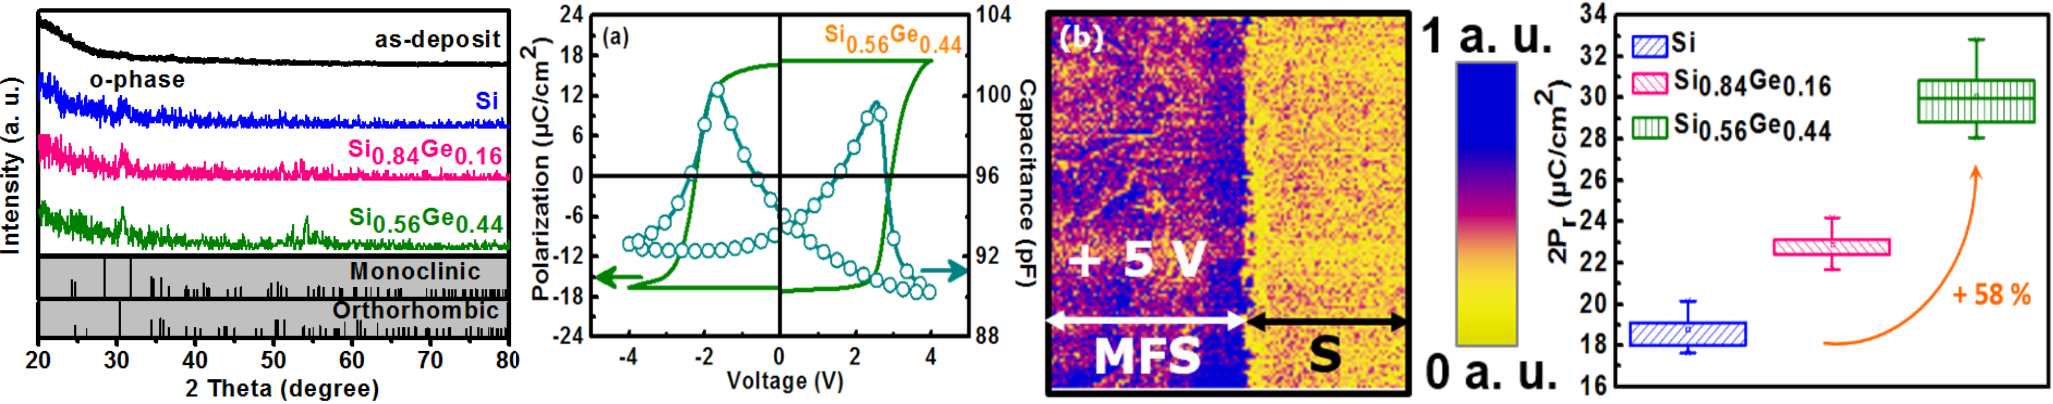 Intensity (a. u.)
as-deposit
o-phase
Si
Si0.84Ge0.16
Si0.56Ge0.44
Monoclinic
Orthorhombic
20 30 40 50 60 70 80
2 Theta (degree)
Polarization (µC/cm2)
24
18
12
6
0
-6
-12
-18
-24
(a)
Si0.56Ge0.44
104
100
96
92
88
Capacitance (pF)
-4 -2 0 2 4
Voltage (V)
(b)
+ 5 V
MFS
S
1 a. u.
0 a. u.
2Pr (µC/cm2)
34
32
30
28
26
24
22
20
18
16
Si
Si0.84Ge0.16
Si0.56Ge0.44
+ 58 %